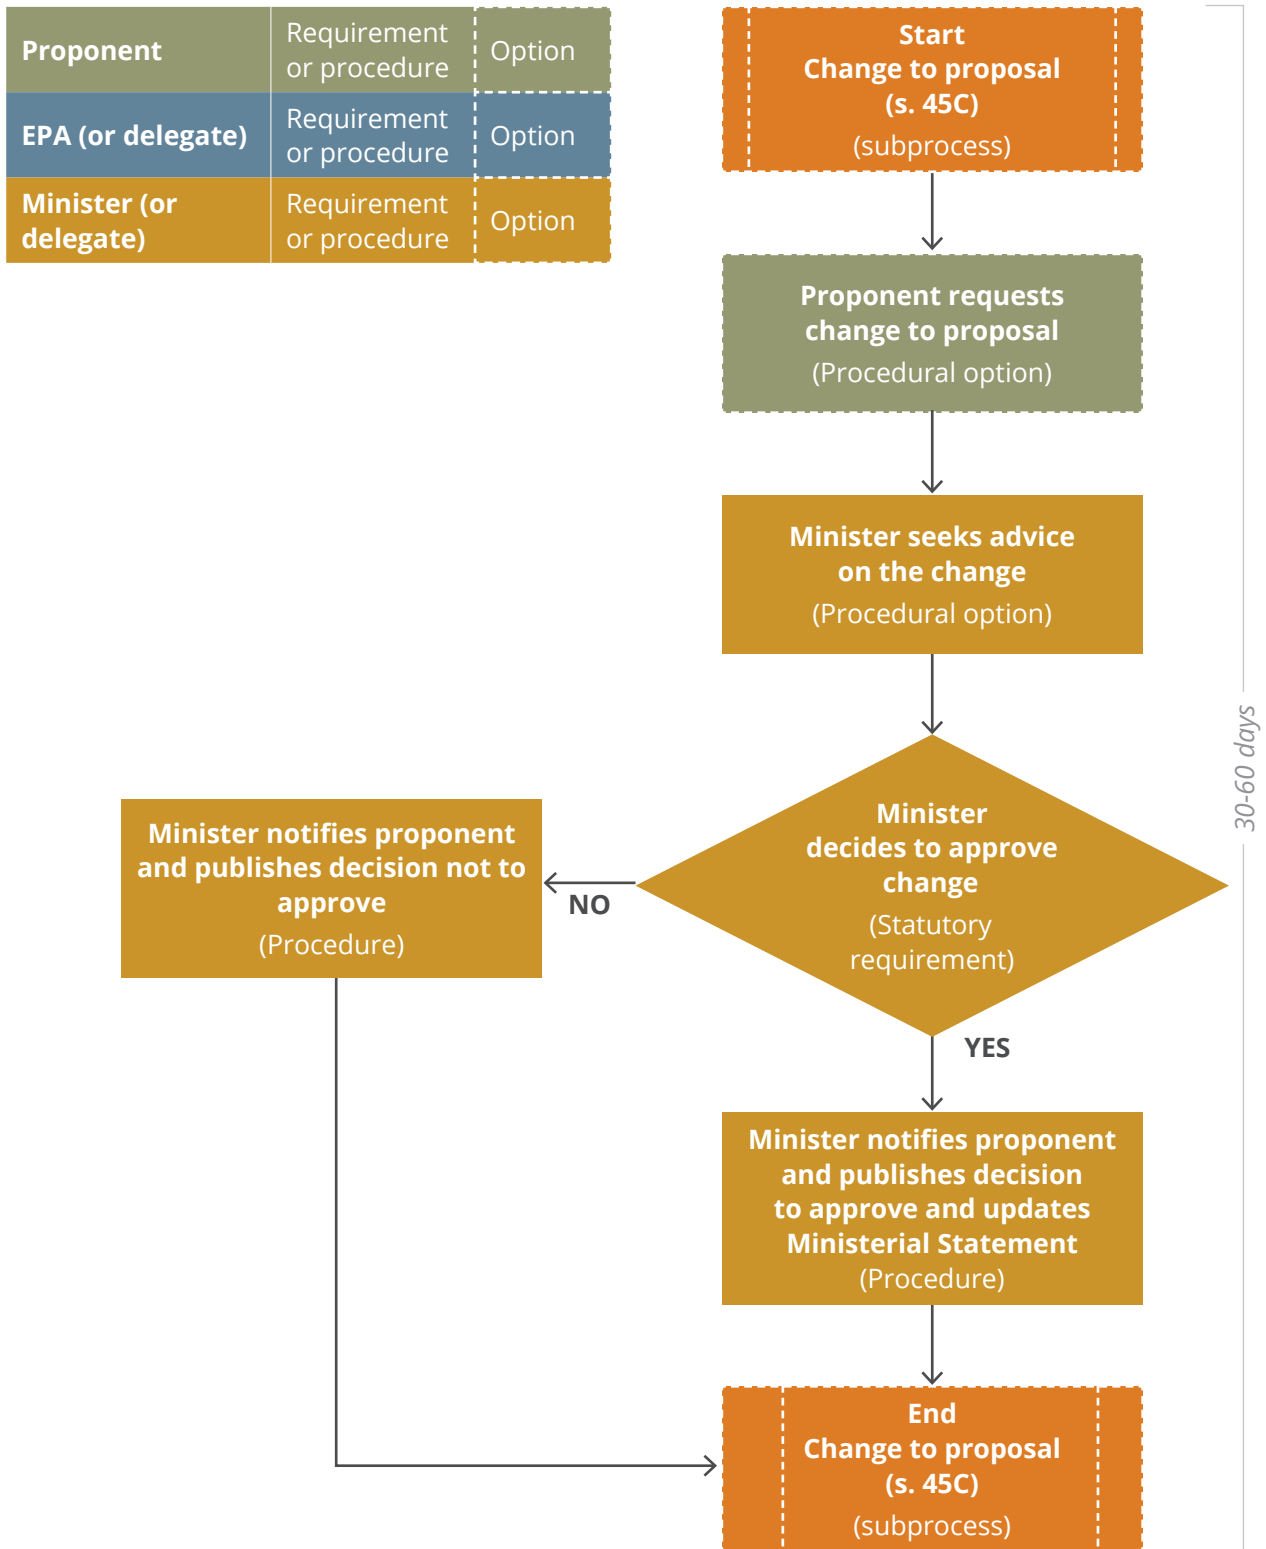 Proponent
Requirement
or procedure
Option
EPA (or delegate)
Requirement
or procedure
Option
Minister (or
delegate)
Requirement
or procedure
Option
Start
Change to proposal
(s. 45C)
(subprocess)
Proponent requests
change to proposal
(Procedural option)
Minister seeks advice
on the change
(Procedural option)
Minister
decides to approve
change
(Statutory
requirement)
NO
Minister notifies proponent
and publishes decision not to
approve
(Procedure)
YES
Minister notifies proponent
and publishes decision
to approve and updates
Ministerial Statement
(Procedure)
End
Change to proposal
(s. 45C)
(subprocess)
30-60 days